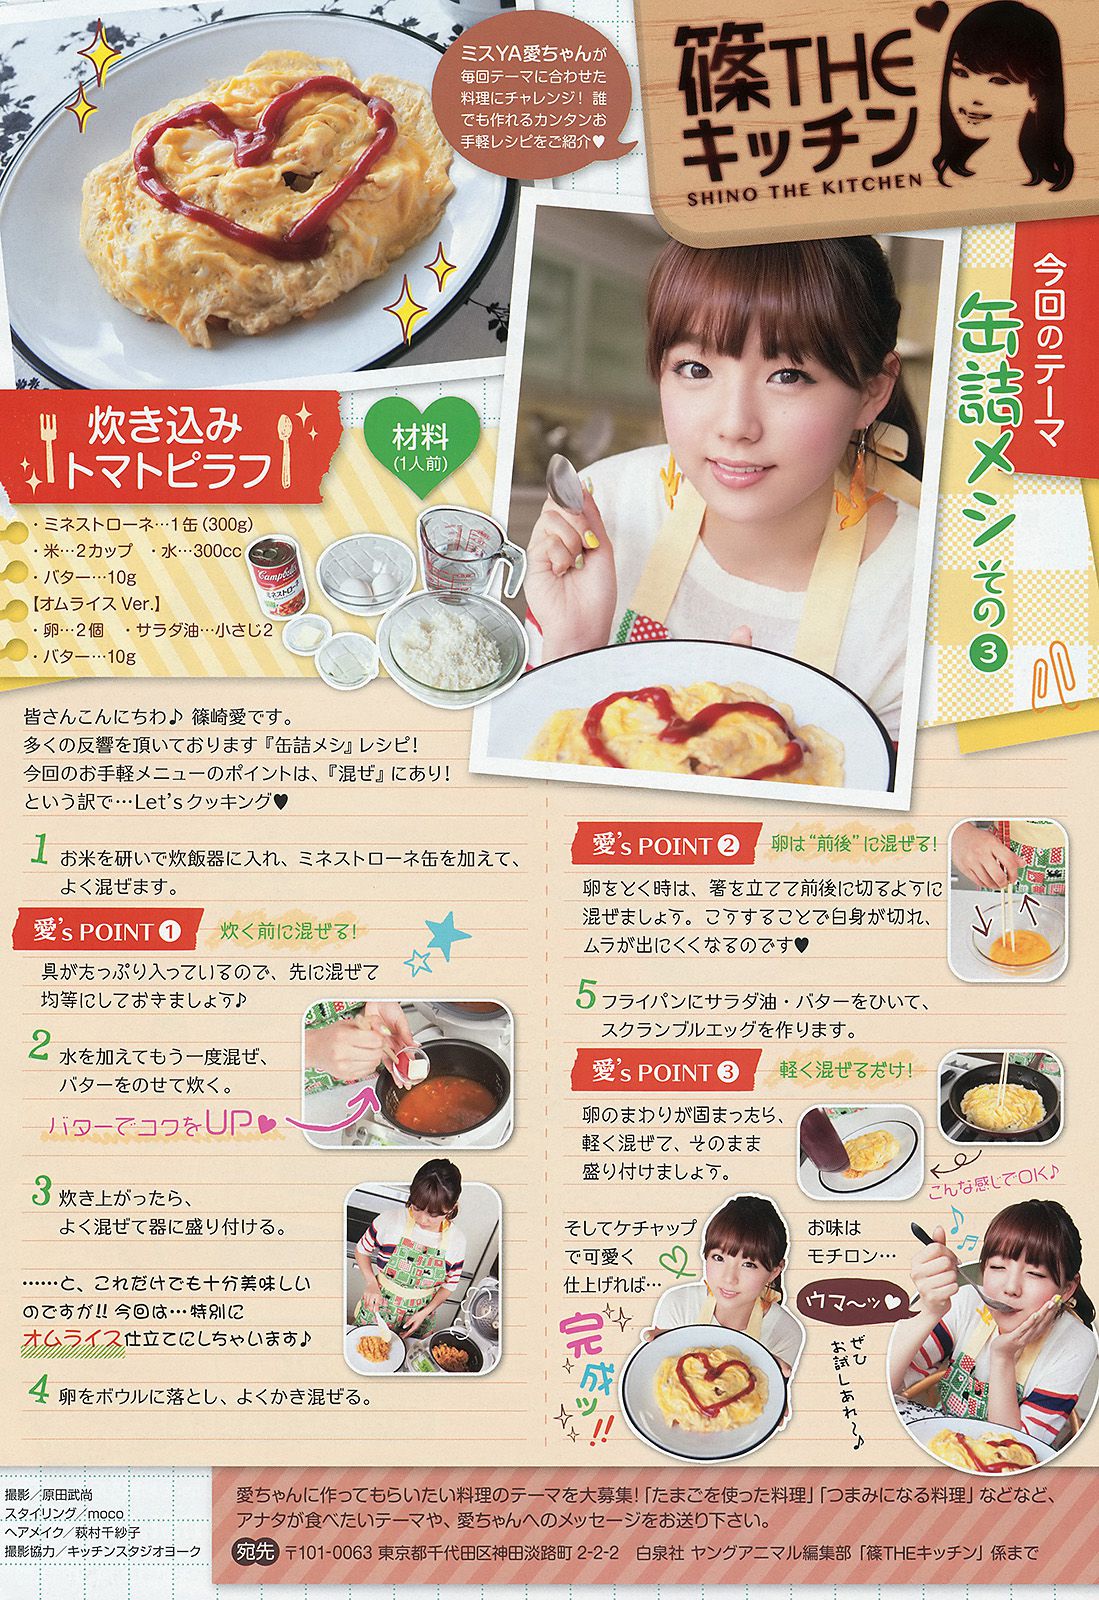 篠THE
キッチン
SHINO THE KITCHEN
ミスYA愛ちゃんが
毎回テーマに合わせた
料理にチャレンジ! 誰
でも作れるカンタンお
手軽レシピをご紹介♥
今回のテーマ
缶詰メシ その❸
炊き込み
トマトピラフ
材料
(1人前)
・ミネストローネ…1缶(300g)
・米…2カップ ・水…300cc
・バター…10g
【オムライス Ver.】
・卵…2個 ・サラダ油…小さじ2
・バター…10g
Campbell's
ミネストローネ
皆さんこんにちわ♪ 篠崎愛です。
多くの反響を頂いております『缶詰メシ』レシピ!
今回のお手軽メニューのポイントは、『混ぜ』にあり!
という訳で…Let'sクッキング♥
1 お米を研いで炊飯器に入れ、ミネストローネ缶を加えて、
よく混ぜます。
愛's POINT ❶ 炊く前に混ぜる!
具がたっぷり入っているので、先に混ぜて
均等にしておきましょう♪
2 水を加えてもう一度混ぜ、
バターをのせて炊く。
バターでコクをUP♥
3 炊き上がったら、
よく混ぜて器に盛り付ける。
……と、これだけでも十分美味しい
のですが!! 今回は…特別に
オムライス仕立てにしちゃいます♪
4 卵をボウルに落とし、よくかき混ぜる。
愛's POINT ❷ 卵は“前後”に混ぜる!
卵をとく時は、箸を立てて前後に切るように
混ぜましょう。こうすることで白身が切れ、
ムラが出にくくなるのです♥
5 フライパンにサラダ油・バターをひいて、
スクランブルエッグを作ります。
愛's POINT ❸ 軽く混ぜるだけ!
卵のまわりが固まったら、
軽く混ぜて、そのまま
盛り付けましょう。
こんな感じでOK♪
そしてケチャップ
で可愛く
仕上げれば…
完成ッ!!
お味は
モチロン…
ウマ〜ッ♥
ぜひ
お試しあれ〜♪
撮影／原田武尚
スタイリング／moco
ヘアメイク／萩村千紗子
撮影協力／キッチンスタジオヨーク
愛ちゃんに作ってもらいたい料理のテーマを大募集!「たまごを使った料理」「つまみになる料理」などなど、
アナタが食べたいテーマや、愛ちゃんへのメッセージをお送り下さい。
宛先 〒101-0063 東京都千代田区神田淡路町 2-2-2 白泉社 ヤングアニマル編集部「篠THEキッチン」係まで